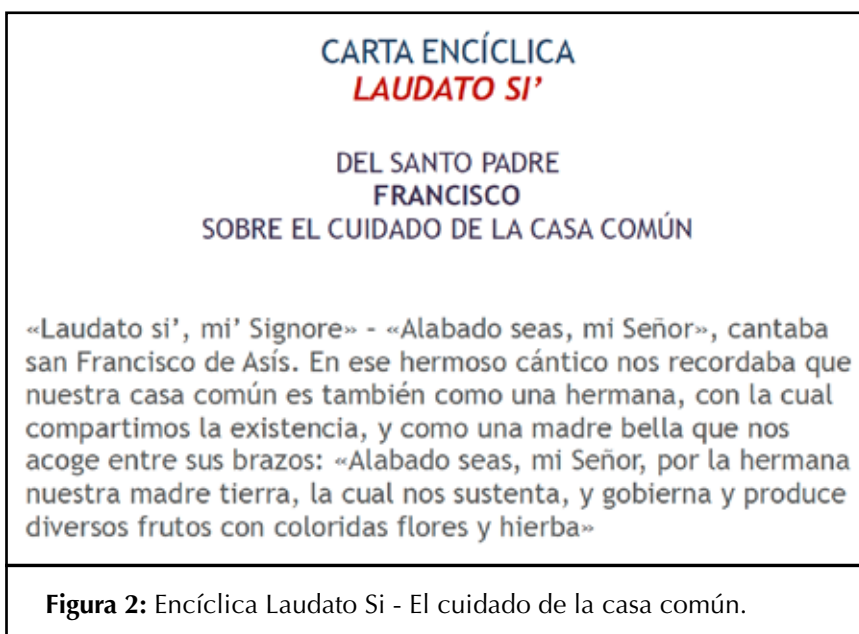 CARTA ENCÍCLICA
LAUDATO SI’
DEL SANTO PADRE
FRANCISCO
SOBRE EL CUIDADO DE LA CASA COMÚN
«Laudato si’, mi’ Signore» - «Alabado seas, mi Señor», cantaba
san Francisco de Asís. En ese hermoso cántico nos recordaba que
nuestra casa común es también como una hermana, con la cual
compartimos la existencia, y como una madre bella que nos
acoge entre sus brazos: «Alabado seas, mi Señor, por la hermana
nuestra madre tierra, la cual nos sustenta, y gobierna y produce
diversos frutos con coloridas flores y hierba»
Figura 2: Encíclica Laudato Si - El cuidado de la casa común.